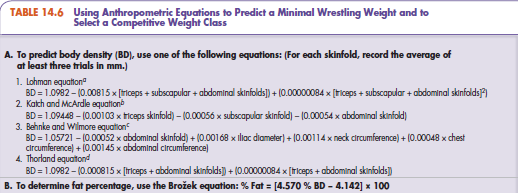 TABLE 14.6 Using Anthropometric Equations to Predict a Minimal Wrestling Weight and to
Select a Competitive Weight Class
A. To predict body density (BD), use one of the following equations: (For each skinfold, record the average of
at least three trials in mm.)
1. Lohman equationᵃ
BD = 1.0982 – (0.00815 x [triceps + subscapular + abdominal skinfolds]) + (0.00000084 x [triceps + subscapular + abdominal skinfolds]²)
2. Katch and McArdle equationᵇ
BD = 1.09448 – (0.00103 x triceps skinfold) – (0.00056 x subscapular skinfold) – (0.00054 x abdominal skinfold)
3. Behnke and Wilmore equationᶜ
BD = 1.05721 – (0.00052 x abdominal skinfold) + (0.00168 x iliac diameter) + (0.00114 x neck circumference) + (0.00048 x chest
circumference) + (0.00145 x abdominal circumference)
4. Thorland equationᵈ
BD = 1.0982 – (0.000815 x [triceps + abdominal skinfolds]) + (0.00000084 x [triceps + abdominal skinfolds])
B. To determine fat percentage, use the Brožek equation: % Fat = [4.570 % BD – 4.142] x 100